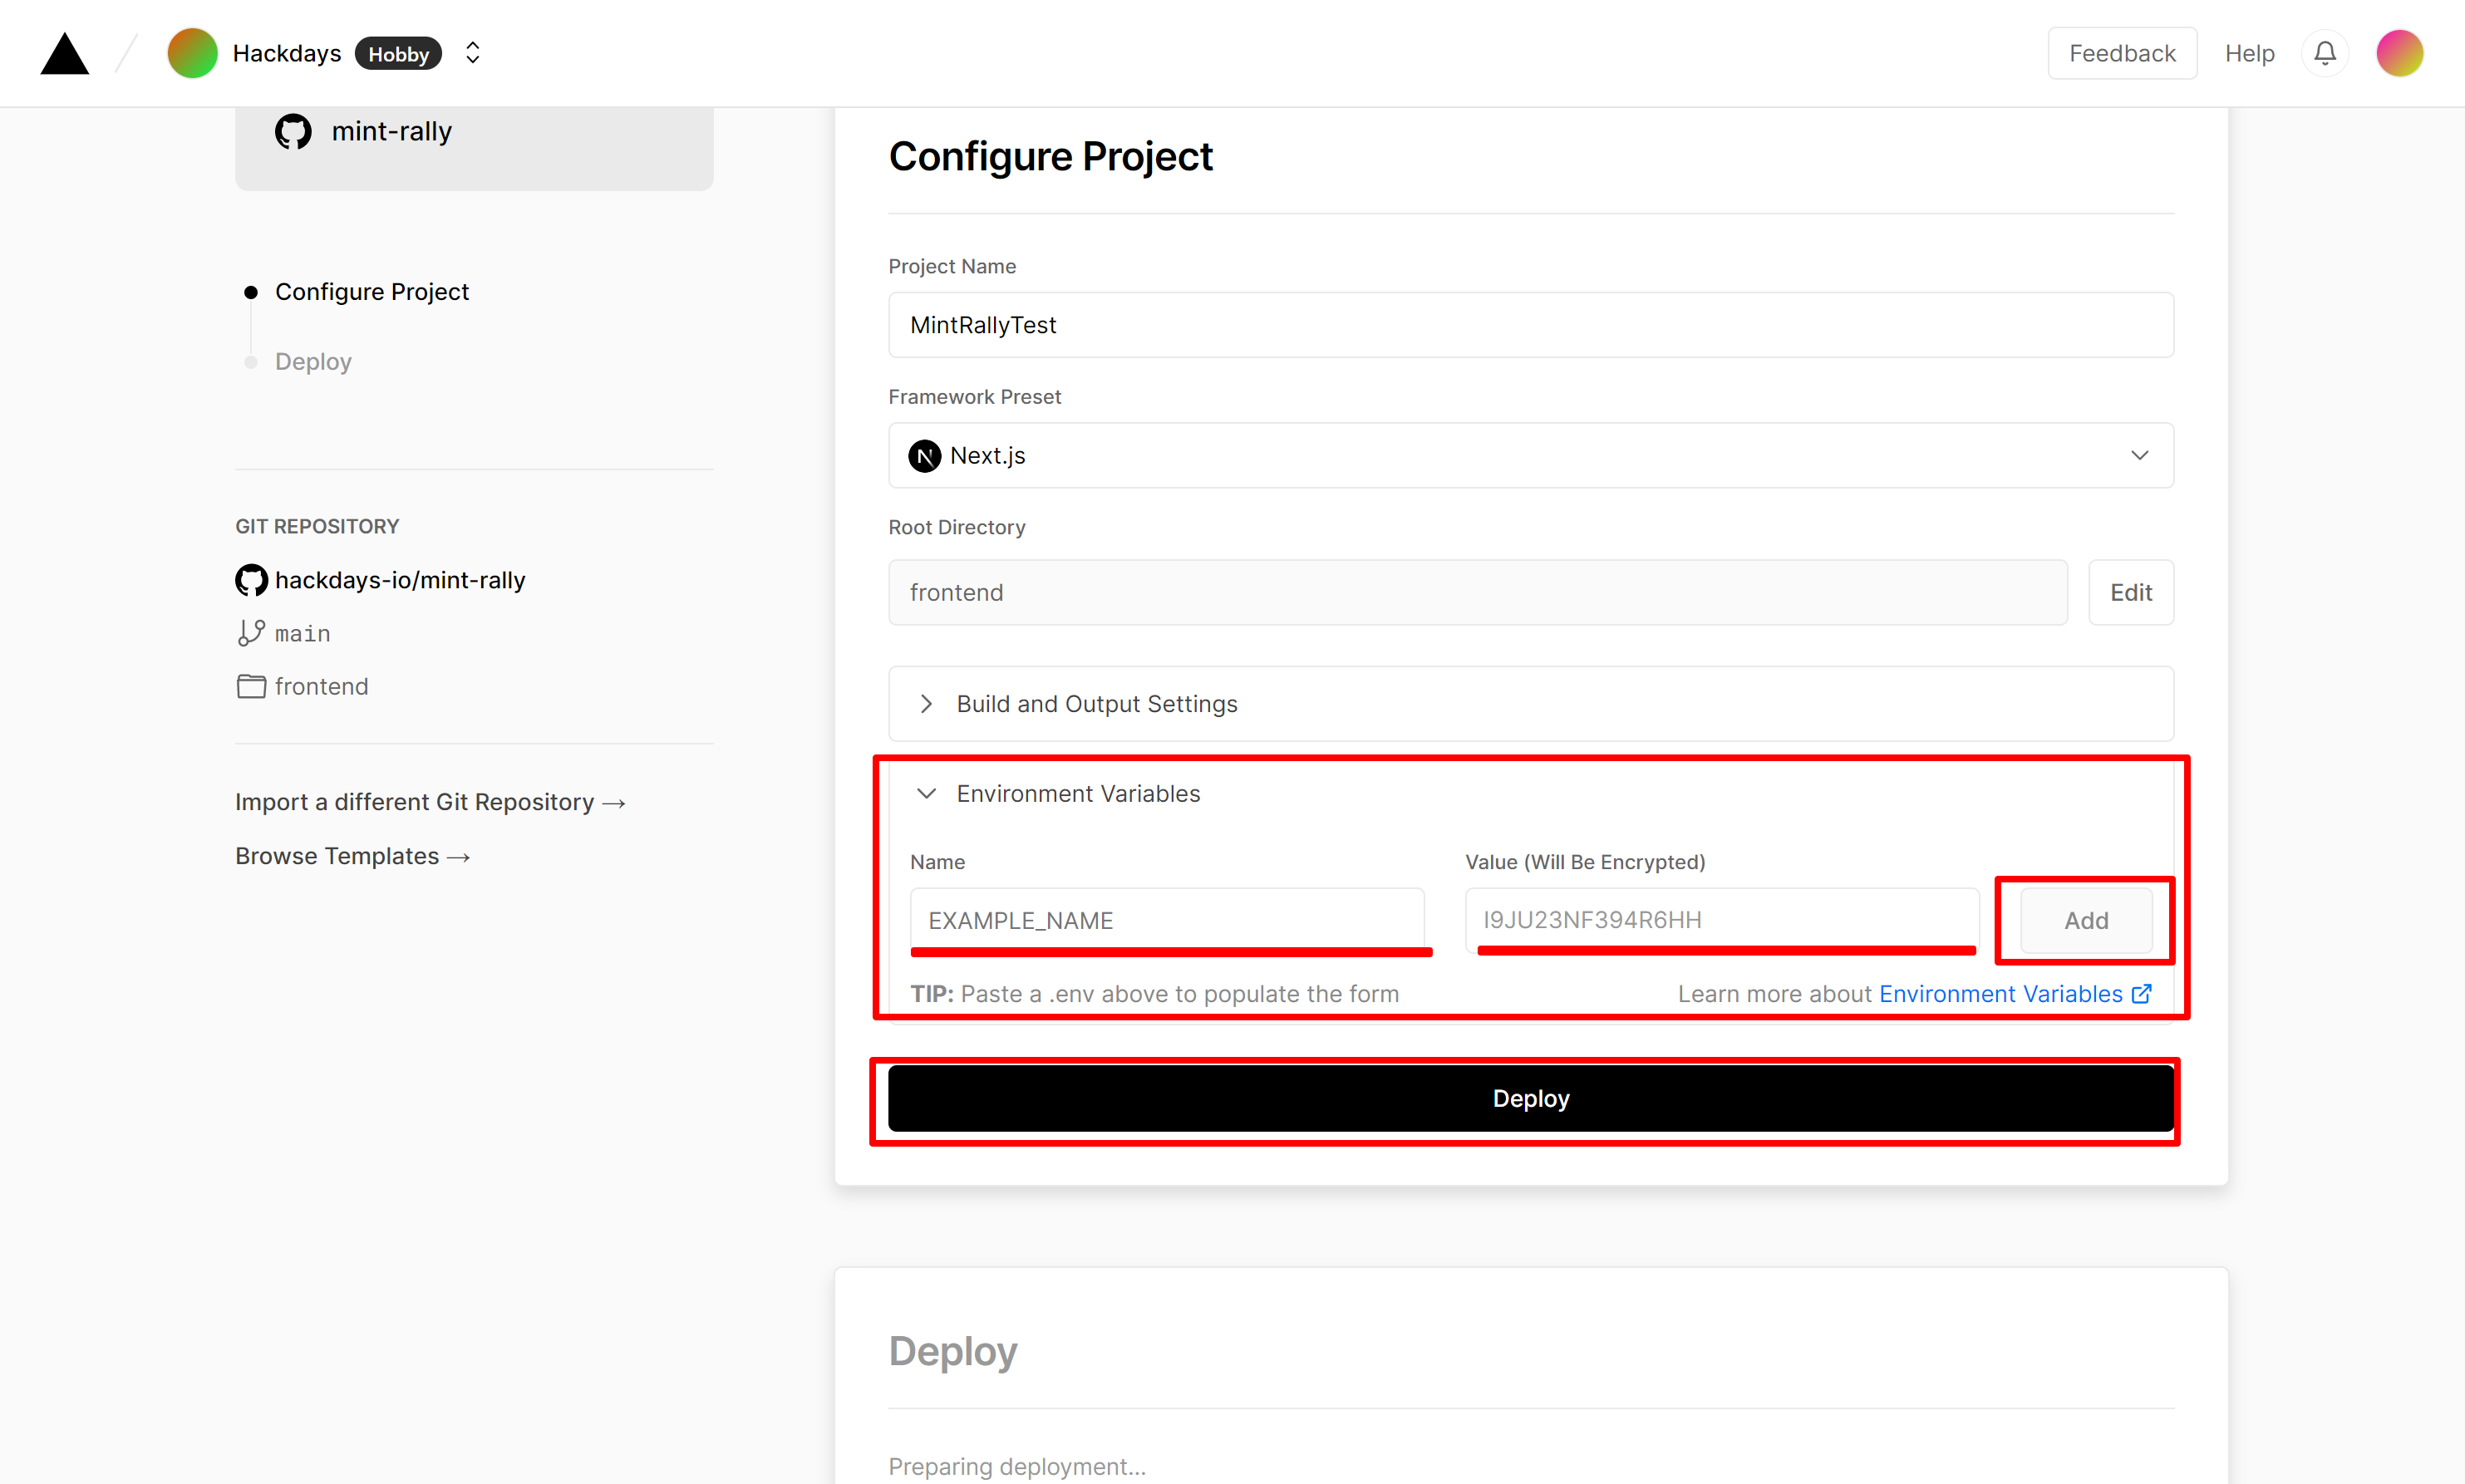 Hackdays Hobby
Feedback Help
mint-rally
Configure Project
Deploy
GIT REPOSITORY
hackdays-io/mint-rally
main
frontend
Import a different Git Repository →
Browse Templates →
Configure Project
Project Name
MintRallyTest
Framework Preset
N Next.js
Root Directory
frontend Edit
Build and Output Settings
Environment Variables
Name Value (Will Be Encrypted)
EXAMPLE_NAME I9JU23NF394R6HH Add
TIP: Paste a .env above to populate the form Learn more about Environment Variables
Deploy
Deploy
Preparing deployment...